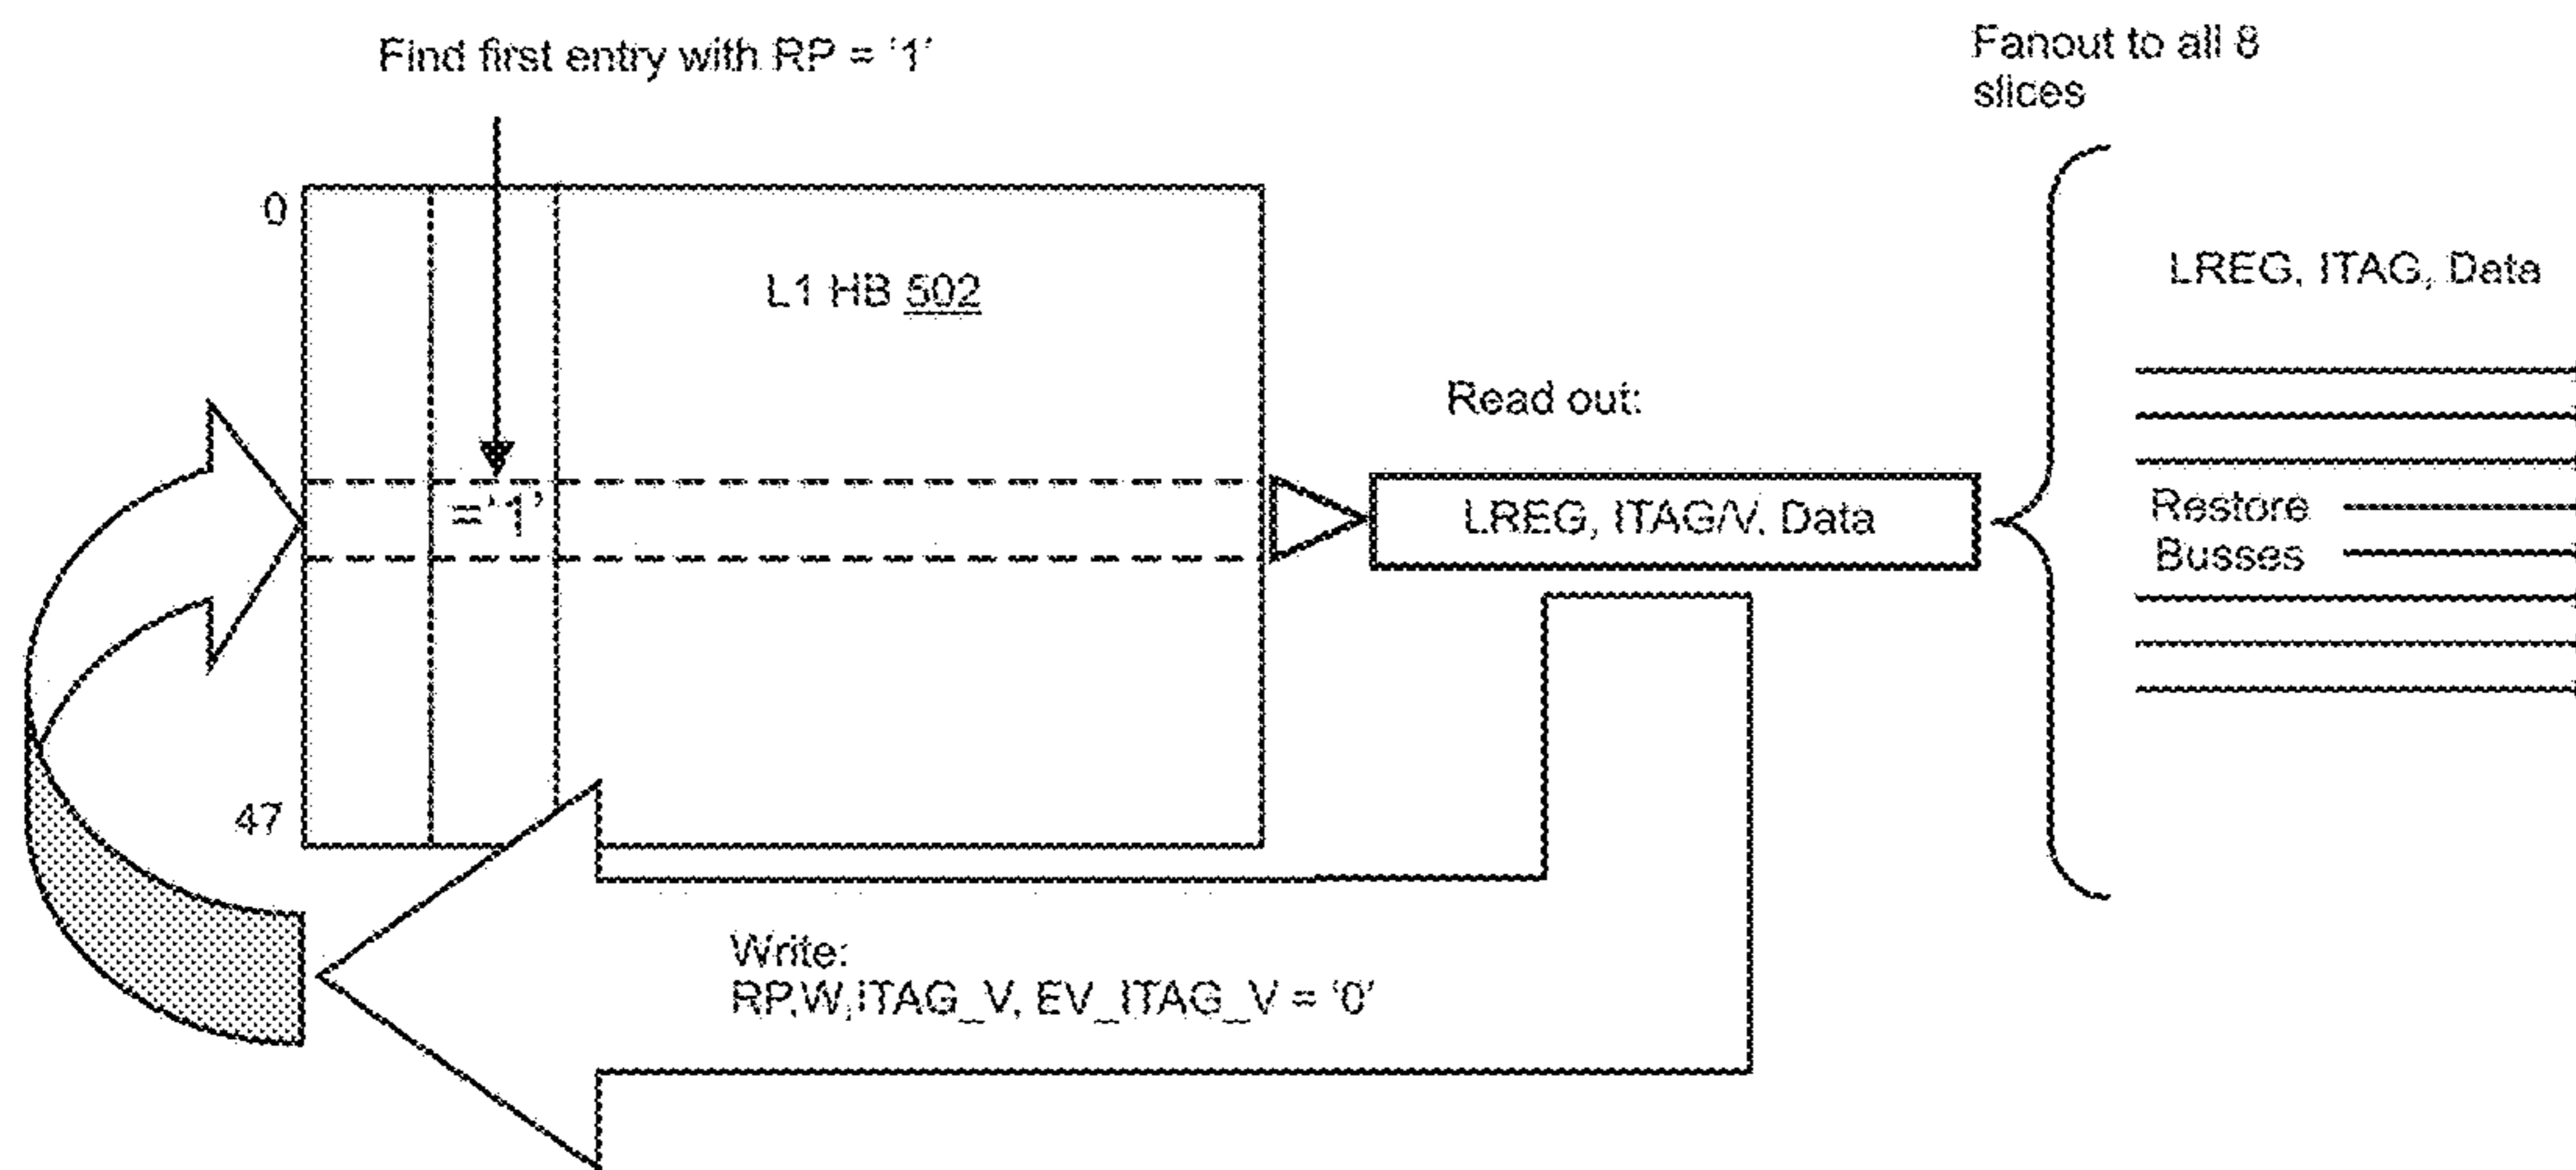 Find first entry with RP = ‘1’
Fanout to all 8
slices
0
L1 HB 502
LREG, ITAG, Data
Read out:
=‘1’
LREG, ITAG/V, Data
Restore
Busses
47
Write:
RP,W,ITAG_V, EV_ITAG_V = ‘0’